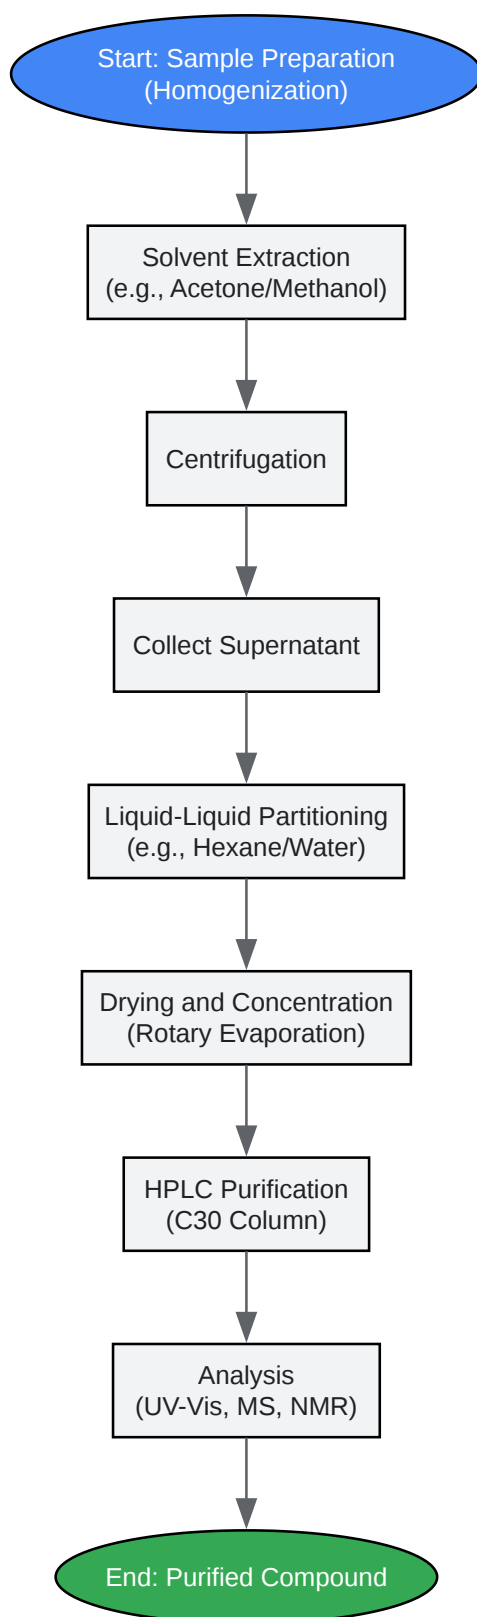 Start: Sample Preparation
(Homogenization)
Solvent Extraction
(e.g., Acetone/Methanol)
Centrifugation
Collect Supernatant
Liquid-Liquid Partitioning
(e.g., Hexane/Water)
Drying and Concentration
(Rotary Evaporation)
HPLC Purification
(C30 Column)
Analysis
(UV-Vis, MS, NMR)
End: Purified Compound